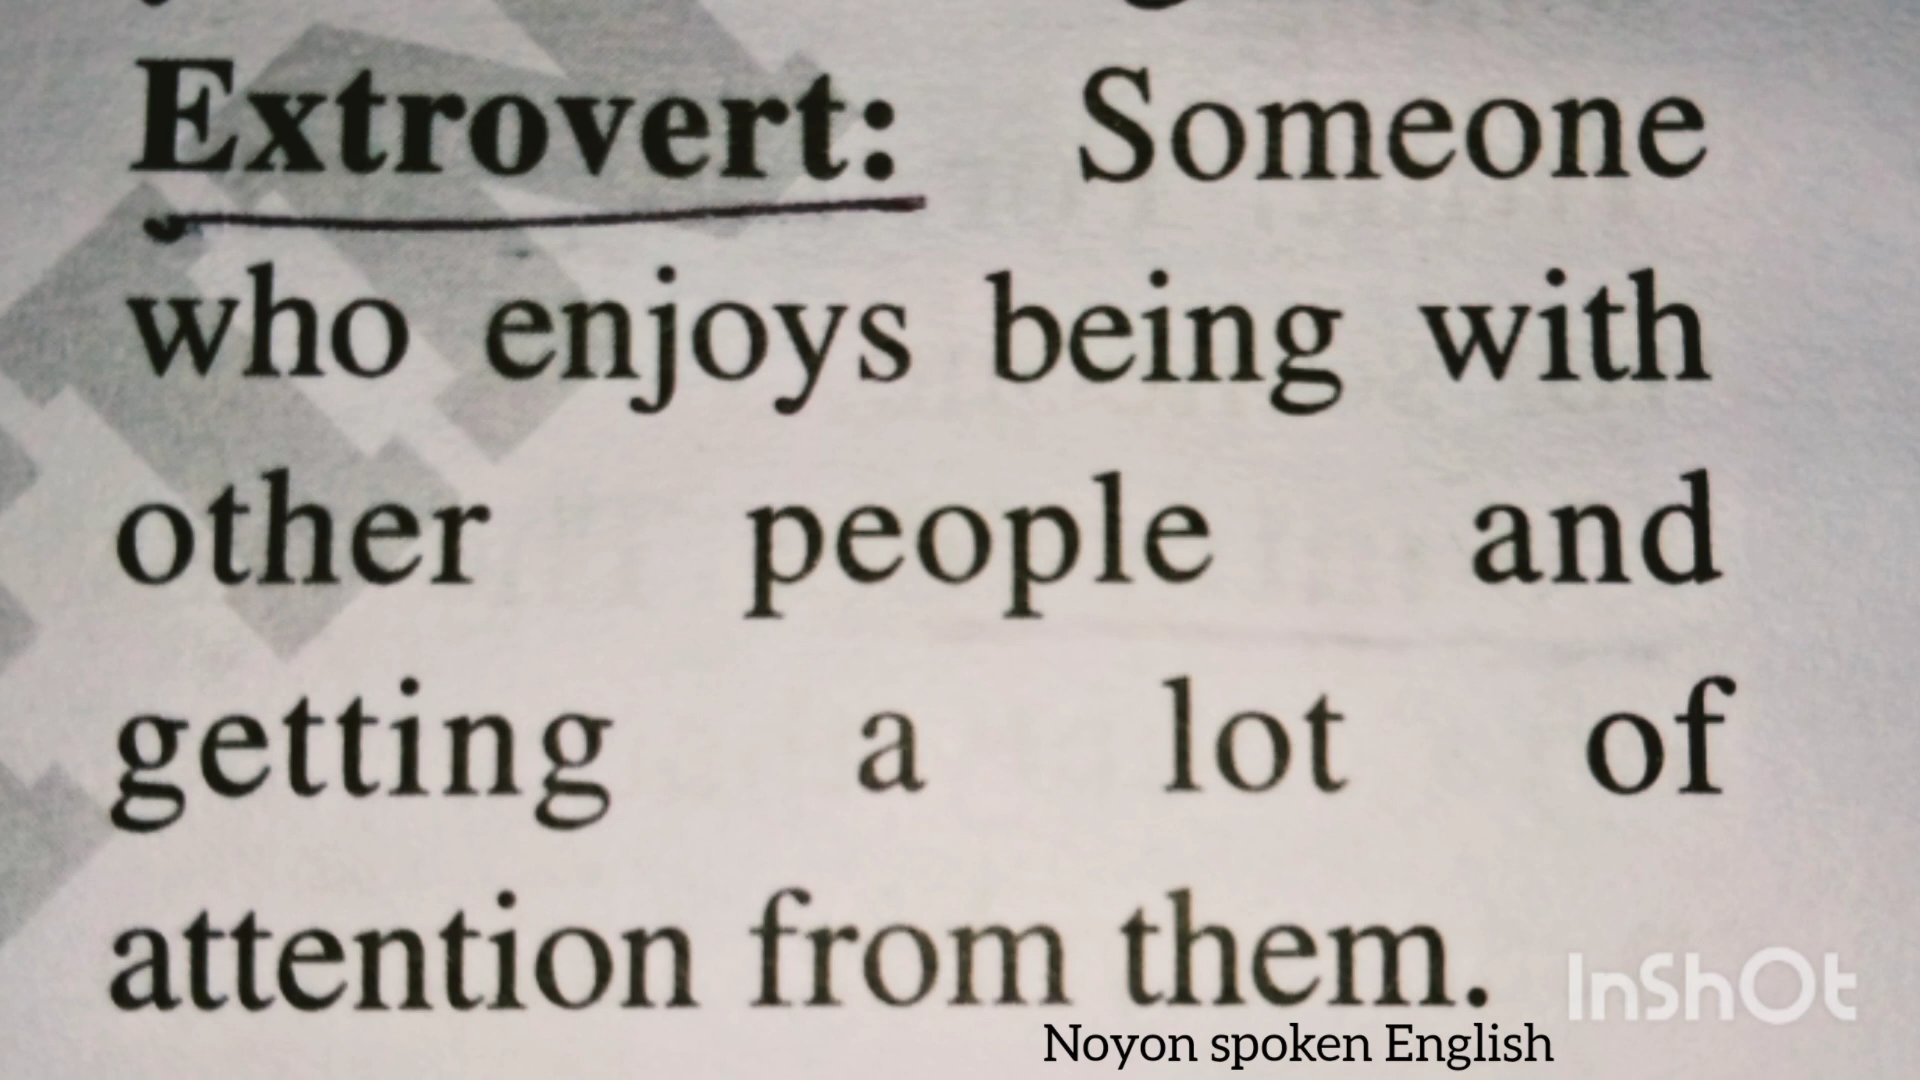 Extrovert: Someone
who enjoys being with
other people and
getting a lot of
attention from them.
InShOt
Noyon spoken English